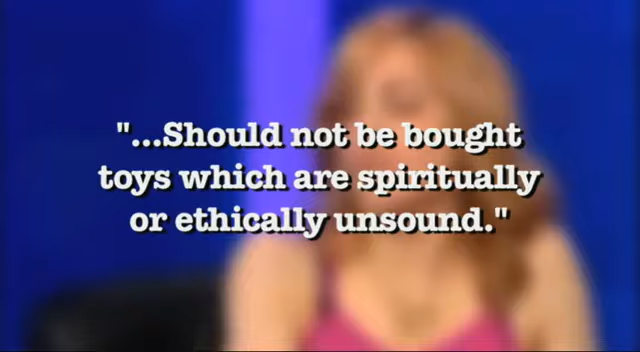 "...Should not be bought
toys which are spiritually
or ethically unsound."